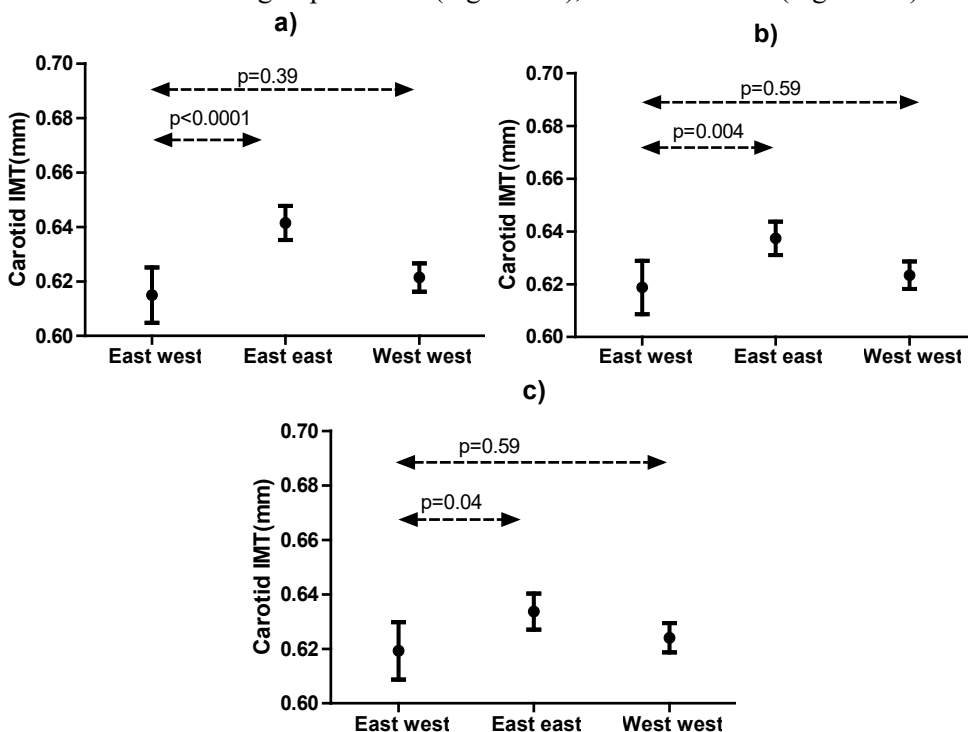 a)
0.70
0.68
0.66
0.64
0.62
0.60
Carotid IMT(mm)
p=0.39
p<0.0001
East west East east West west
b)
0.70
0.68
0.66
0.64
0.62
0.60
Carotid IMT(mm)
p=0.59
p=0.004
East west East east West west
c)
0.70
0.68
0.66
0.64
0.62
0.60
Carotid IMT(mm)
p=0.59
p=0.04
East west East east West west